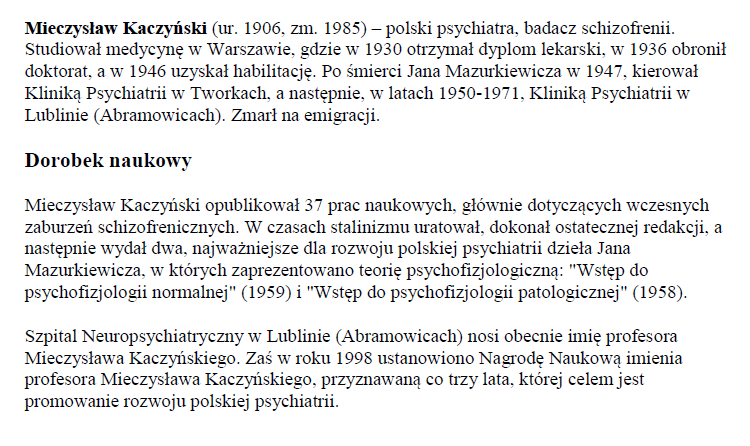 Mieczysław Kaczyński (ur. 1906, zm. 1985) – polski psychiatra, badacz schizofrenii.
Studiował medycynę w Warszawie, gdzie w 1930 otrzymał dyplom lekarski, w 1936 obronił
doktorat, a w 1946 uzyskał habilitację. Po śmierci Jana Mazurkiewicza w 1947, kierował
Kliniką Psychiatrii w Tworkach, a następnie, w latach 1950-1971, Kliniką Psychiatrii w
Lublinie (Abramowicach). Zmarł na emigracji.
Dorobek naukowy
Mieczysław Kaczyński opublikował 37 prac naukowych, głównie dotyczących wczesnych
zaburzeń schizofrenicznych. W czasach stalinizmu uratował, dokonał ostatecznej redakcji, a
następnie wydał dwa, najważniejsze dla rozwoju polskiej psychiatrii dzieła Jana
Mazurkiewicza, w których zaprezentowano teorię psychofizjologiczną: "Wstęp do
psychofizjologii normalnej" (1959) i "Wstęp do psychofizjologii patologicznej" (1958).
Szpital Neuropsychiatryczny w Lublinie (Abramowicach) nosi obecnie imię profesora
Mieczysława Kaczyńskiego. Zaś w roku 1998 ustanowiono Nagrodę Naukową imienia
profesora Mieczysława Kaczyńskiego, przyznawaną co trzy lata, której celem jest
promowanie rozwoju polskiej psychiatrii.